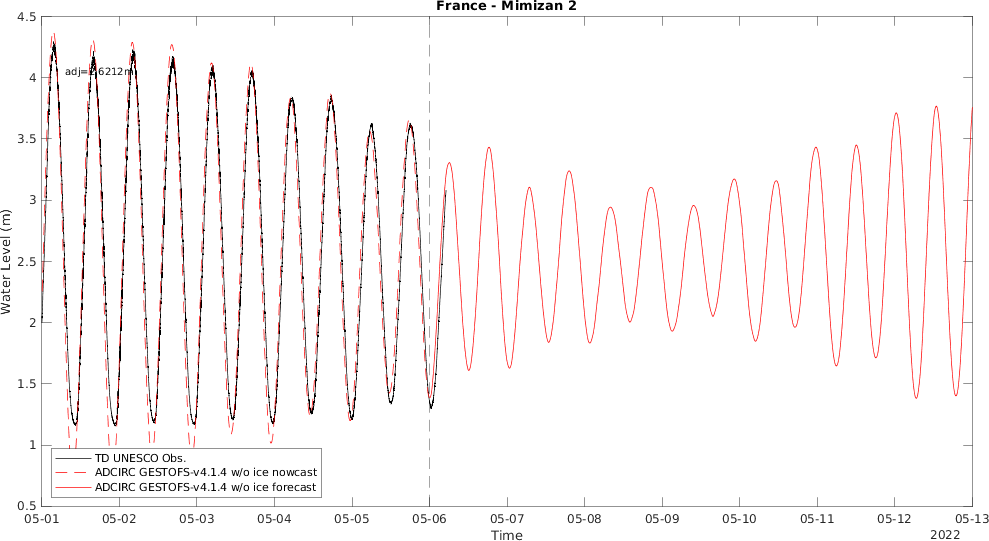 France - Mimizan 2
4.5
4
3.5
3
2.5
2
1.5
1
0.5
Water Level (m)
adj=2.6212m
TD UNESCO Obs.
ADCIRC GESTOFS-v4.1.4 w/o ice nowcast
ADCIRC GESTOFS-v4.1.4 w/o ice forecast
05-01 05-02 05-03 05-04 05-05 05-06 05-07 05-08 05-09 05-10 05-11 05-12 05-13
Time
2022